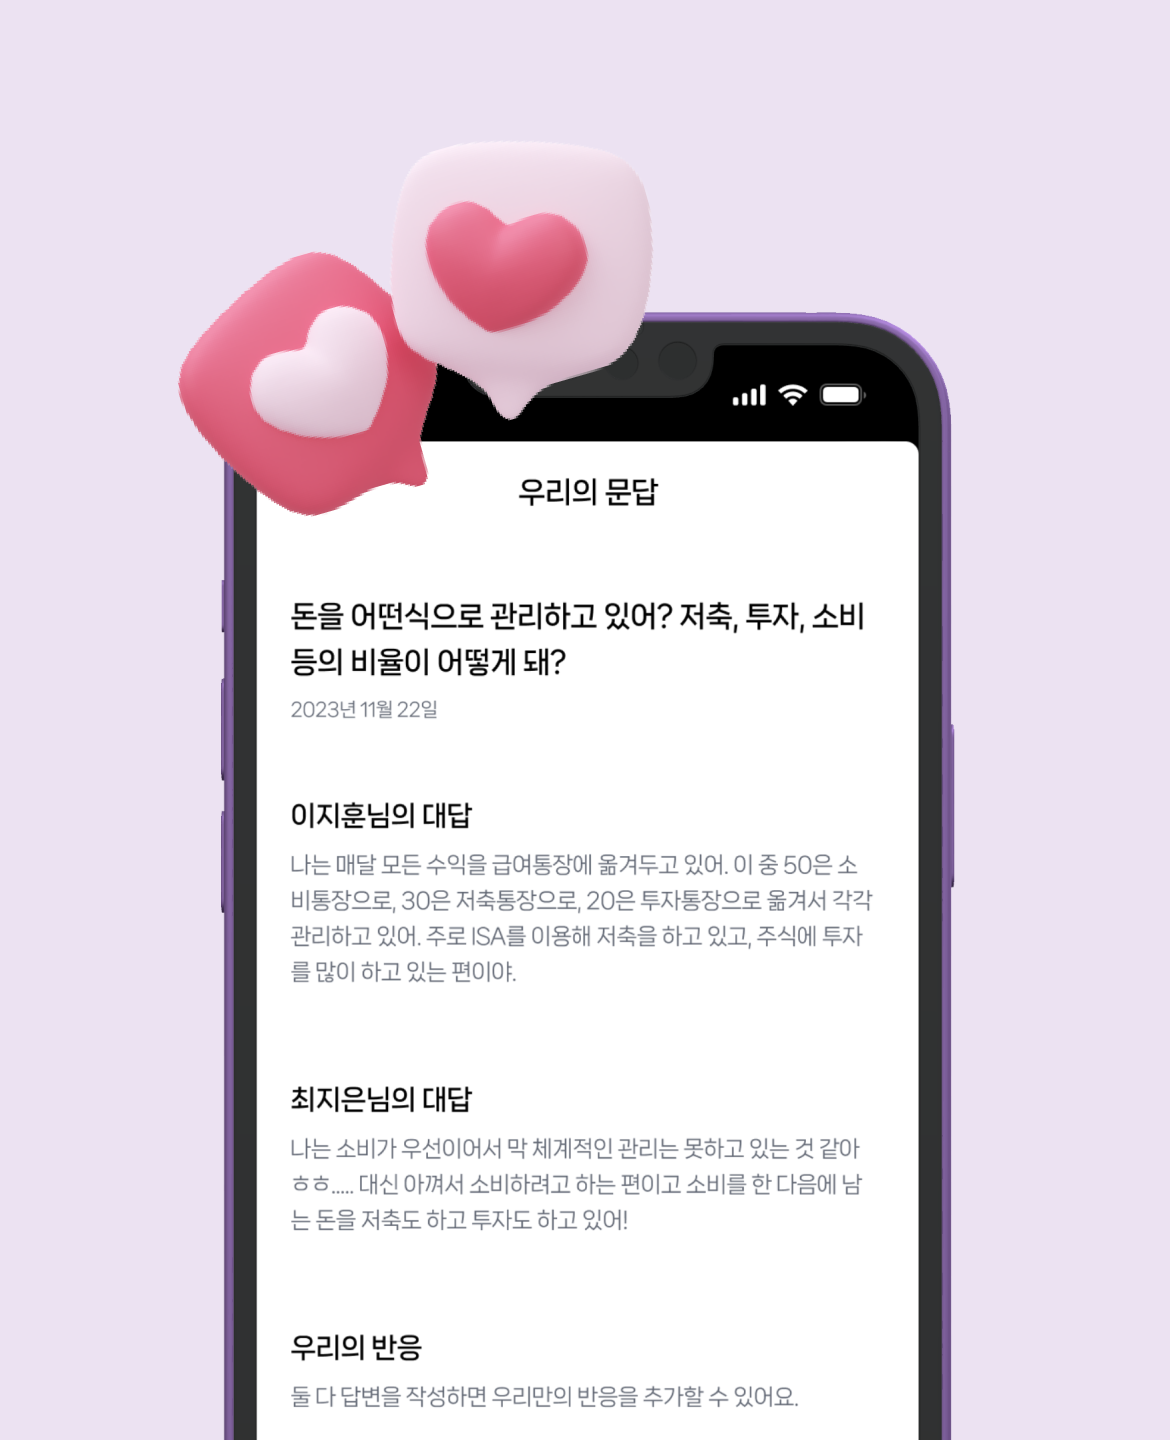 우리의 문답
돈을 어떤식으로 관리하고 있어? 저축, 투자, 소비
등의 비율이 어떻게 돼?
2023년 11월 22일
이지훈님의 대답
나는 매달 모든 수익을 급여통장에 옮겨두고 있어. 이 중 50은 소
비통장으로, 30은 저축통장으로, 20은 투자통장으로 옮겨서 각각
관리하고 있어. 주로 ISA를 이용해 저축을 하고 있고, 주식에 투자
를 많이 하고 있는 편이야.
최지은님의 대답
나는 소비가 우선이어서 막 체계적인 관리는 못하고 있는 것 같아
ㅎㅎ..... 대신 아껴서 소비하려고 하는 편이고 소비를 한 다음에 남
는 돈을 저축도 하고 투자도 하고 있어!
우리의 반응
둘 다 답변을 작성하면 우리만의 반응을 추가할 수 있어요.